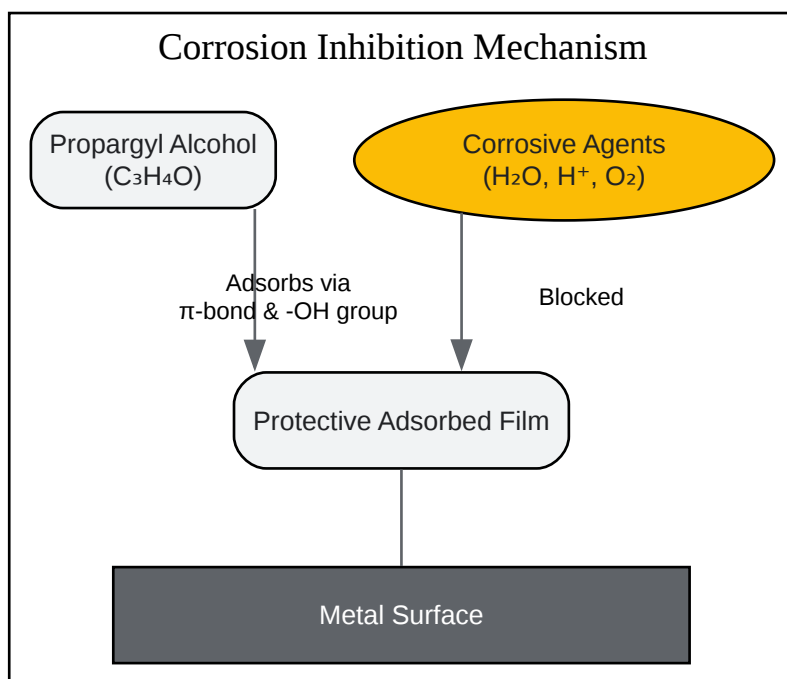 Corrosion Inhibition Mechanism
Propargyl Alcohol
(C₃H₄O)
Corrosive Agents
(H₂O, H⁺, O₂)
Adsorbs via
π-bond & -OH group
Blocked
Protective Adsorbed Film
Metal Surface